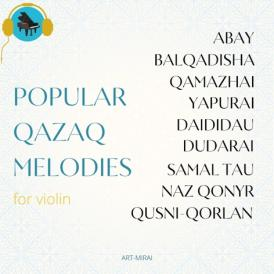 POPULAR
QAZAQ
MELODIES
for violin
ABAY
BALQADISHA
QAMAZHAI
YAPURAI
DAIDIDAU
DUDARAI
SAMAL TAU
NAZ QONYR
QUSNI-QORLAN
ART-MIRAI